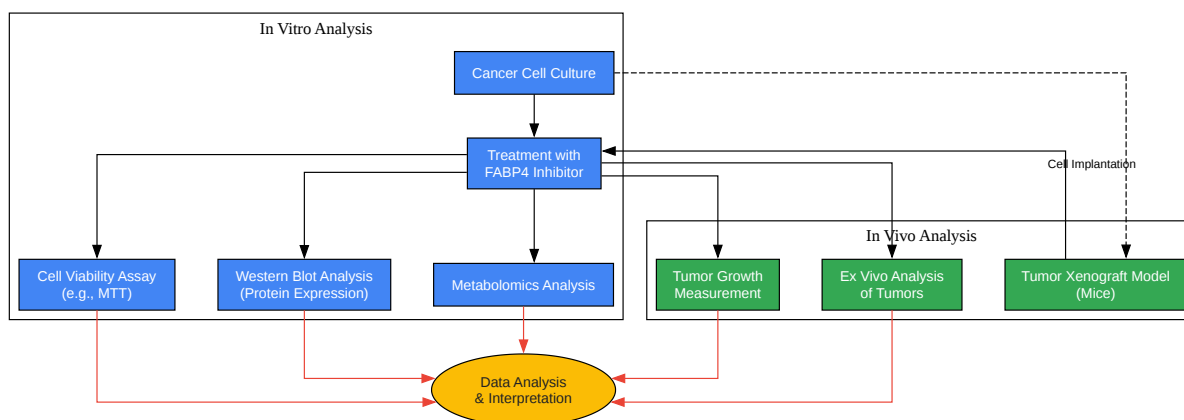 In Vitro Analysis
Cancer Cell Culture
Treatment with
FABP4 Inhibitor
Cell Implantation
In Vivo Analysis
Cell Viability Assay
(e.g., MTT)
Western Blot Analysis
(Protein Expression)
Metabolomics Analysis
Tumor Growth
Measurement
Ex Vivo Analysis
of Tumors
Tumor Xenograft Model
(Mice)
Data Analysis
& Interpretation